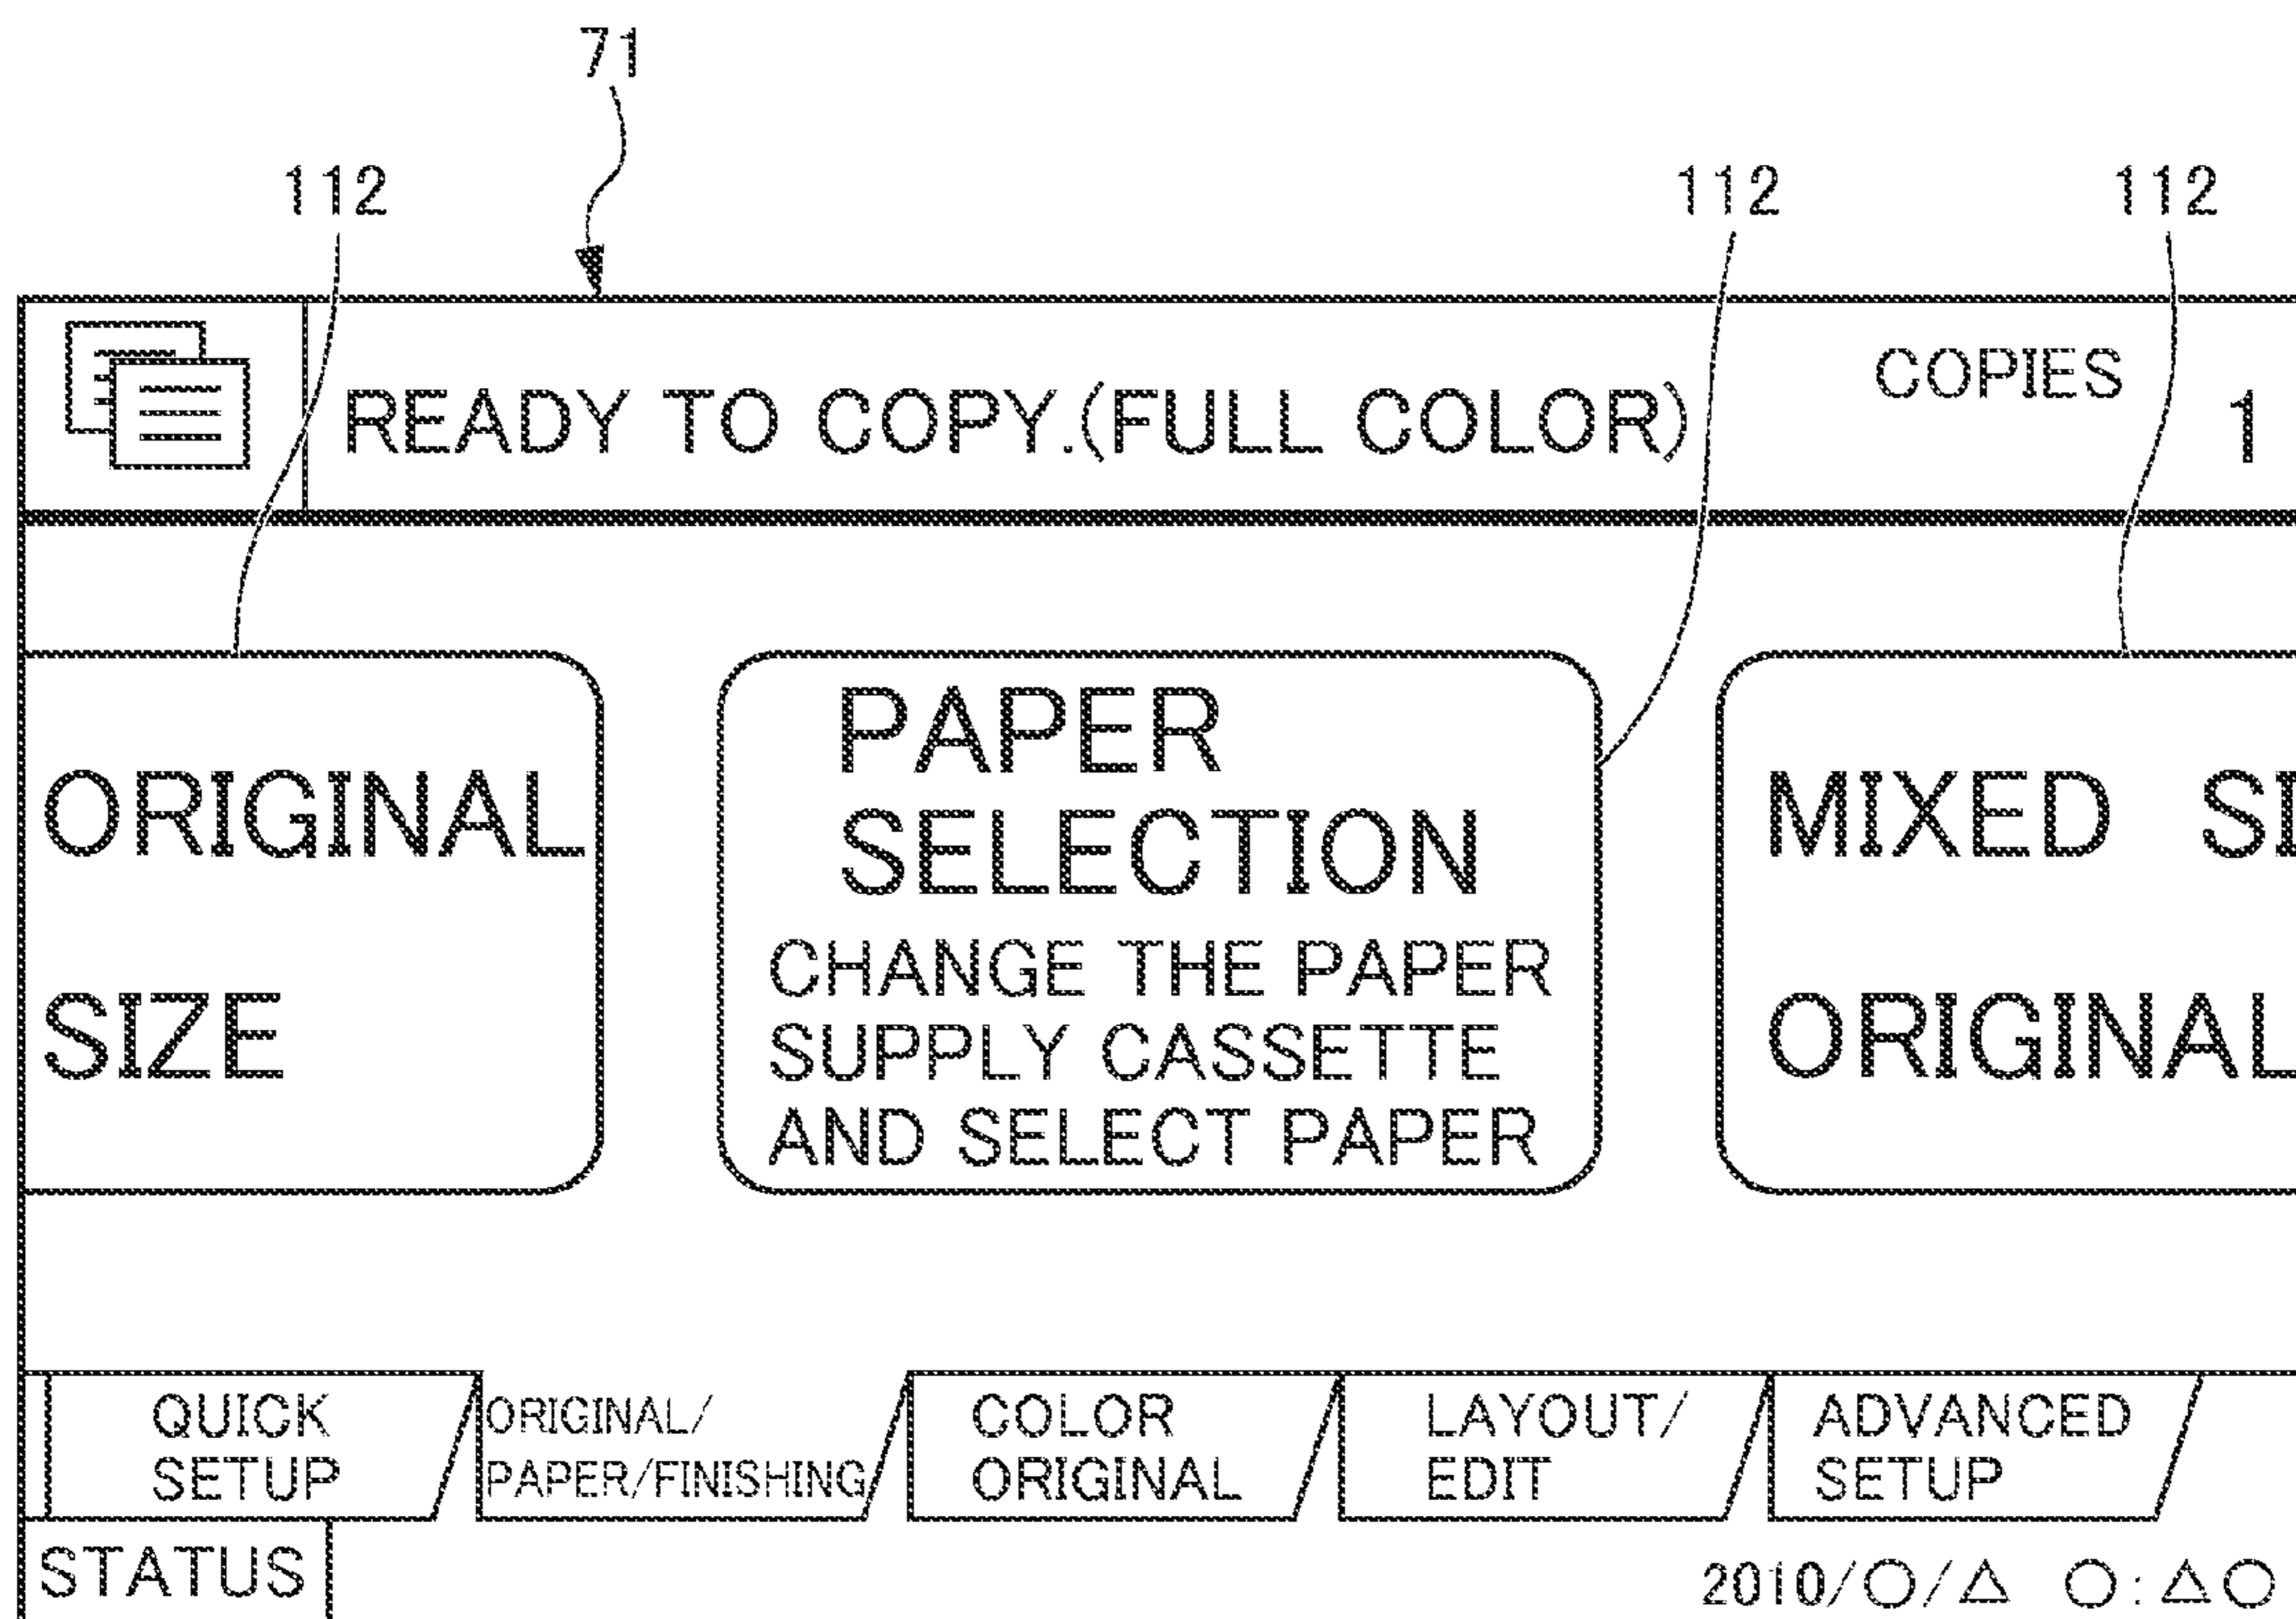 71
112 112 112
READY TO COPY.(FULL COLOR) COPIES 1
ORIGINAL
SIZE
PAPER
SELECTION
CHANGE THE PAPER
SUPPLY CASSETTE
AND SELECT PAPER
MIXED SI
ORIGINAL
QUICK
SETUP
ORIGINAL/
PAPER/FINISHING
COLOR
ORIGINAL
LAYOUT/
EDIT
ADVANCED
SETUP
STATUS
2010/○/△ ○:△○